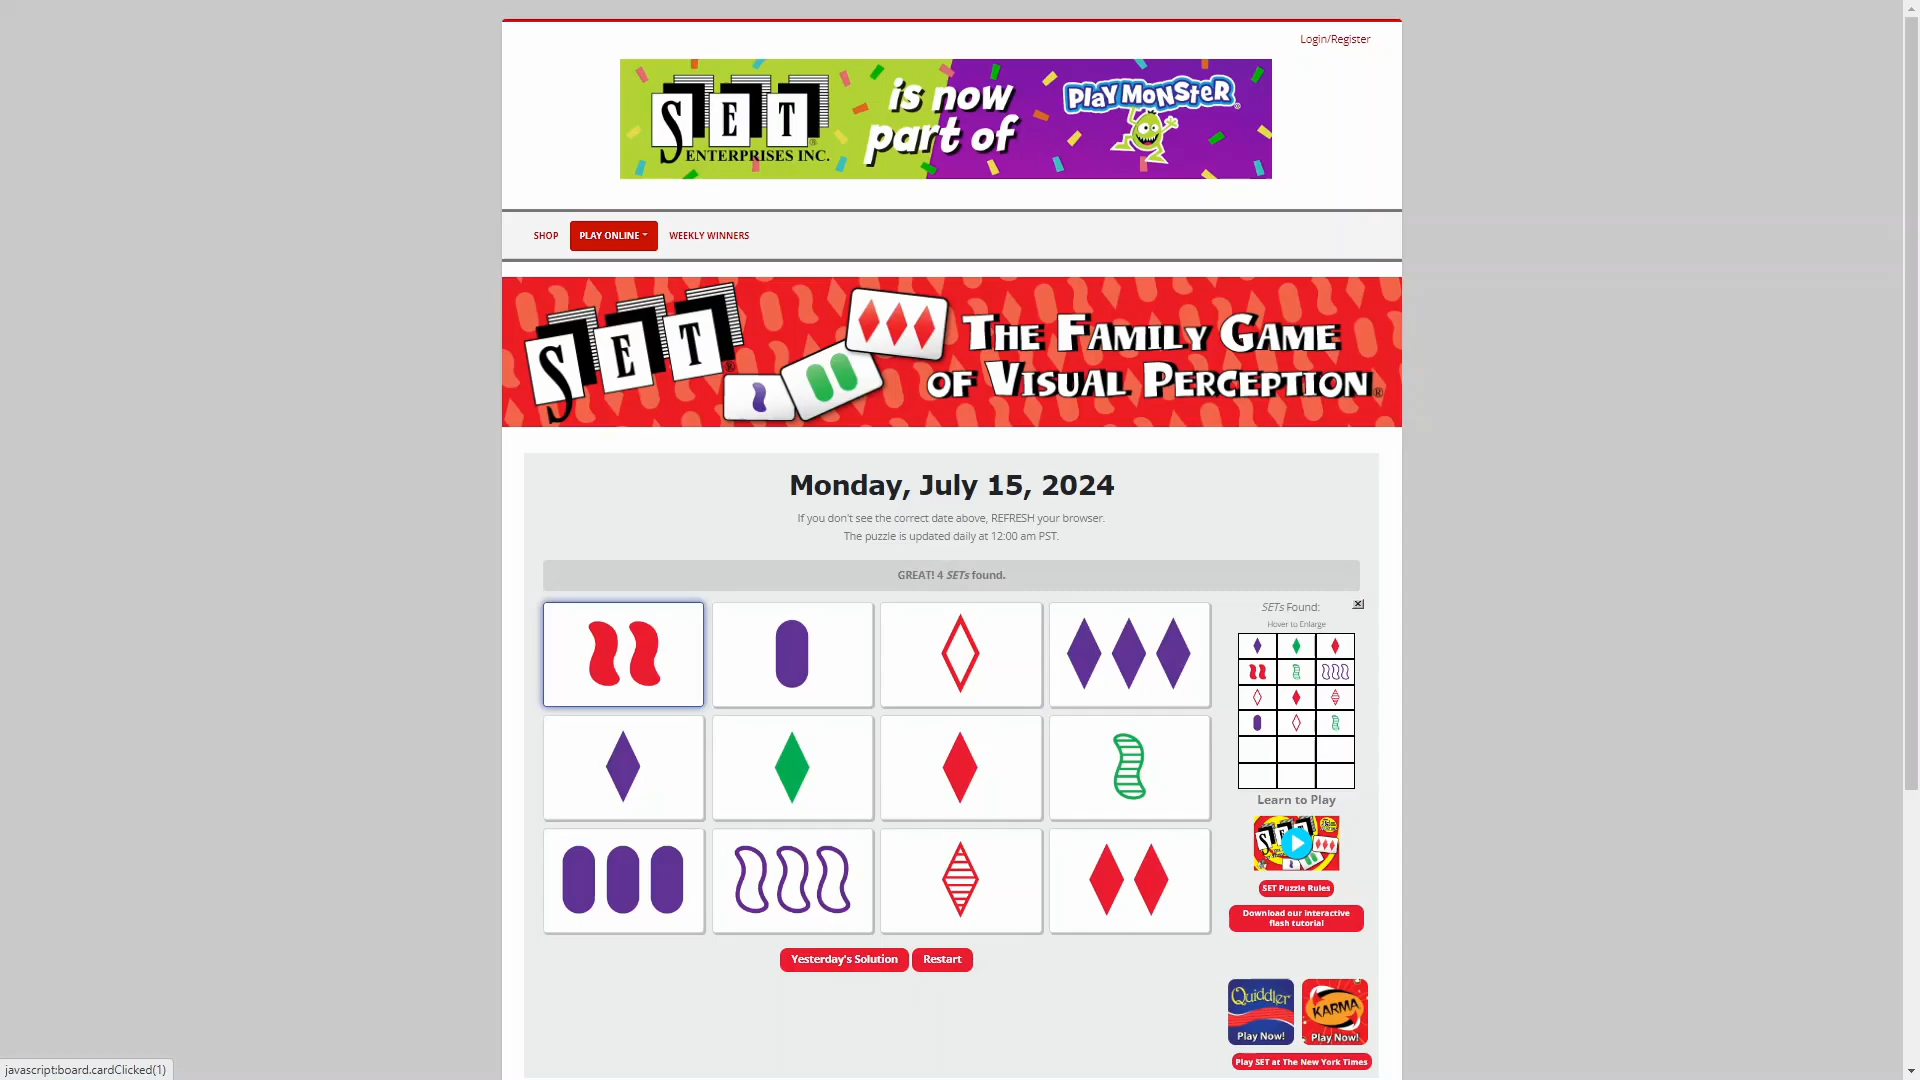 Login/Register
SET
ENTERPRISES INC.
is now
part of
PLAY MONSTER
SHOP
PLAY ONLINE
WEEKLY WINNERS
SET
THE FAMILY GAME
OF VISUAL PERCEPTION
Monday, July 15, 2024
If you don't see the correct date above, REFRESH your browser.
The puzzle is updated daily at 12:00 am PST.
GREAT! 4 SETs found.
SETs Found:
Hover to Enlarge
Learn to Play
SET
SET Puzzle Rules
Download our interactive
flash tutorial
Yesterday's Solution
Restart
Quiddler
Play Now!
KARMA
Play Now!
Play SET at The New York Times
javascript:board.cardClicked(1)